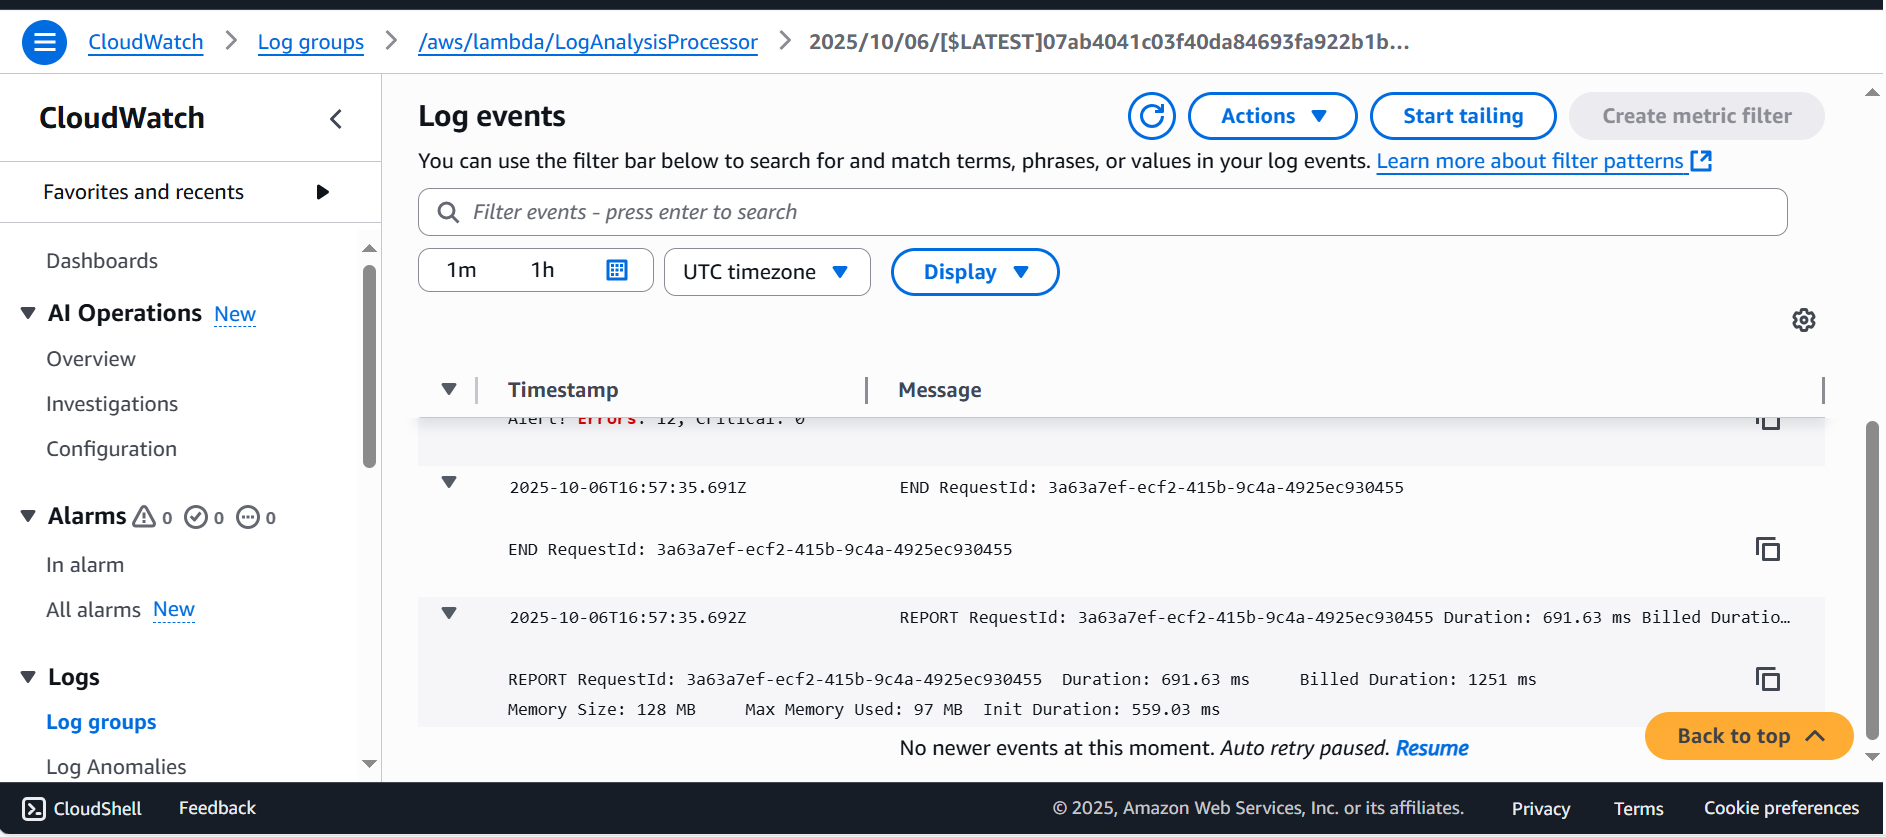 CloudWatch > Log groups > /aws/lambda/LogAnalysisProcessor > 2025/10/06/[$LATEST]07ab4041c03f40da84693fa922b1b...
CloudWatch
Favorites and recents
Dashboards
AI Operations New
Overview
Investigations
Configuration
Alarms 0 0 0
In alarm
All alarms New
Logs
Log groups
Log Anomalies
Log events
Actions
Start tailing
Create metric filter
You can use the filter bar below to search for and match terms, phrases, or values in your log events. Learn more about filter patterns
Filter events - press enter to search
1m 1h
UTC timezone
Display
Timestamp Message
Alert! Errors: 12, Critical: 0
2025-10-06T16:57:35.691Z END RequestId: 3a63a7ef-ecf2-415b-9c4a-4925ec930455
END RequestId: 3a63a7ef-ecf2-415b-9c4a-4925ec930455
2025-10-06T16:57:35.692Z REPORT RequestId: 3a63a7ef-ecf2-415b-9c4a-4925ec930455 Duration: 691.63 ms Billed Duratio…
REPORT RequestId: 3a63a7ef-ecf2-415b-9c4a-4925ec930455 Duration: 691.63 ms Billed Duration: 1251 ms
Memory Size: 128 MB Max Memory Used: 97 MB Init Duration: 559.03 ms
No newer events at this moment. Auto retry paused. Resume
Back to top
CloudShell Feedback © 2025, Amazon Web Services, Inc. or its affiliates. Privacy Terms Cookie preferences